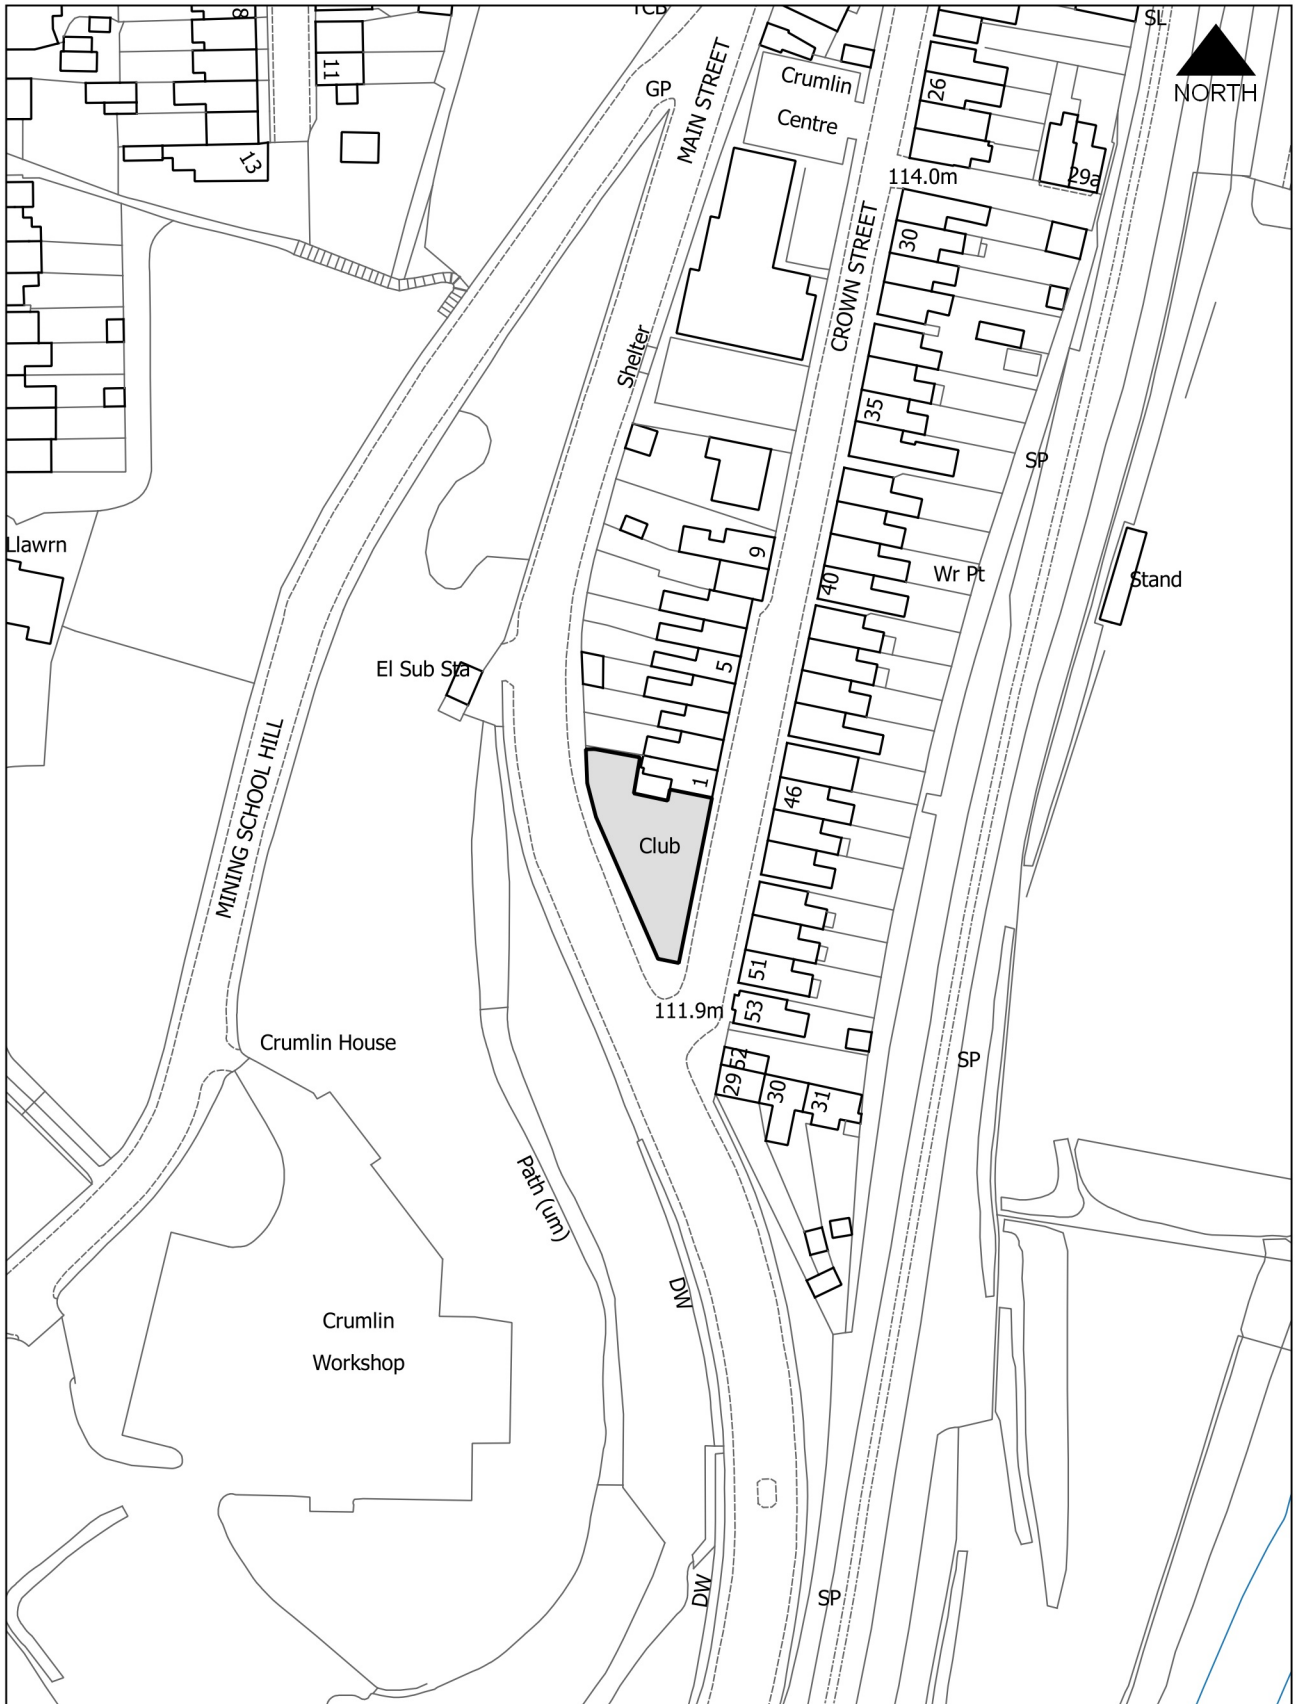 TCB
SL
8
11
GP
MAIN STREET
Crumlin
Centre
26
NORTH
13
114.0m
29a
CROWN STREET
30
Shelter
35
SP
Llawrn
9
40
Wr Pt
Stand
El Sub Sta
5
MINING SCHOOL HILL
1
46
Club
51
111.9m
53
Crumlin House
52
29
30
31
SP
Path (um)
DW
Crumlin
Workshop
DW
SP